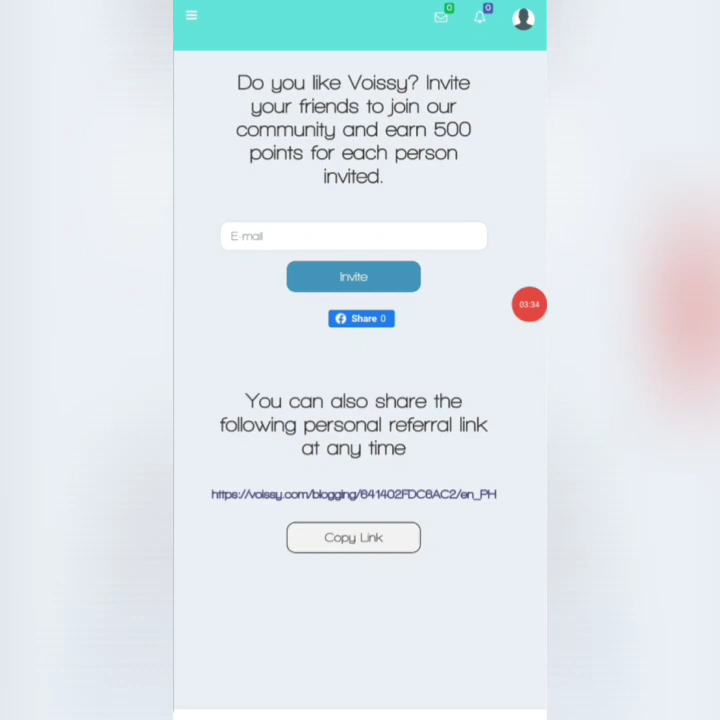 0
0
Do you like Voissy? Invite
your friends to join our
community and earn 500
points for each person
invited.
E-mail
Invite
03:34
Share 0
You can also share the
following personal referral link
at any time
https://voissy.com/blogging/641402FDC6AC2/en_PH
Copy Link